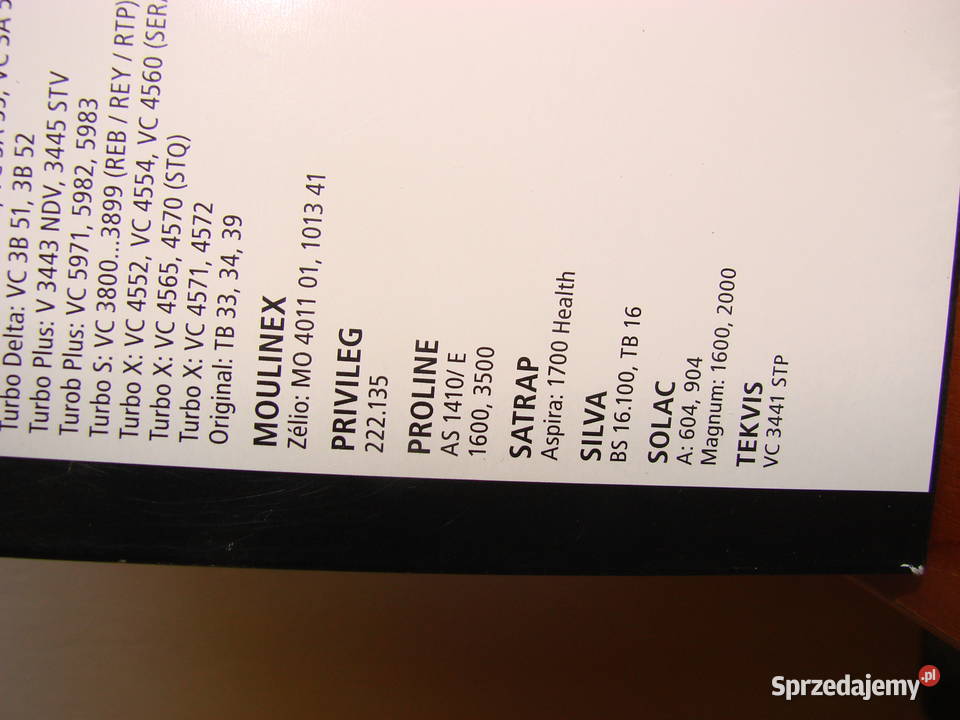 Turbo Delta: VC 3B 51, 3B 52
Turbo Plus: V 3443 NDV, 3445 STV
Turob Plus: VC 5971, 5982, 5983
Turbo S: VC 3800...3899 (REB / REY / RTP)
Turbo X: VC 4552, VC 4554, VC 4560 (SERA
Turbo X: VC 4565, 4570 (STQ)
Turbo X: VC 4571, 4572
Original: TB 33, 34, 39
MOULINEX
Zélio: MO 4011 01, 1013 41
PRIVILEG
222.135
PROLINE
AS 1410/ E
1600, 3500
SATRAP
Aspira: 1700 Health
SILVA
BS 16.100, TB 16
SOLAC
A: 604, 904
Magnum: 1600, 2000
TEKVIS
VC 3441 STP
Sprzedajemy.pl